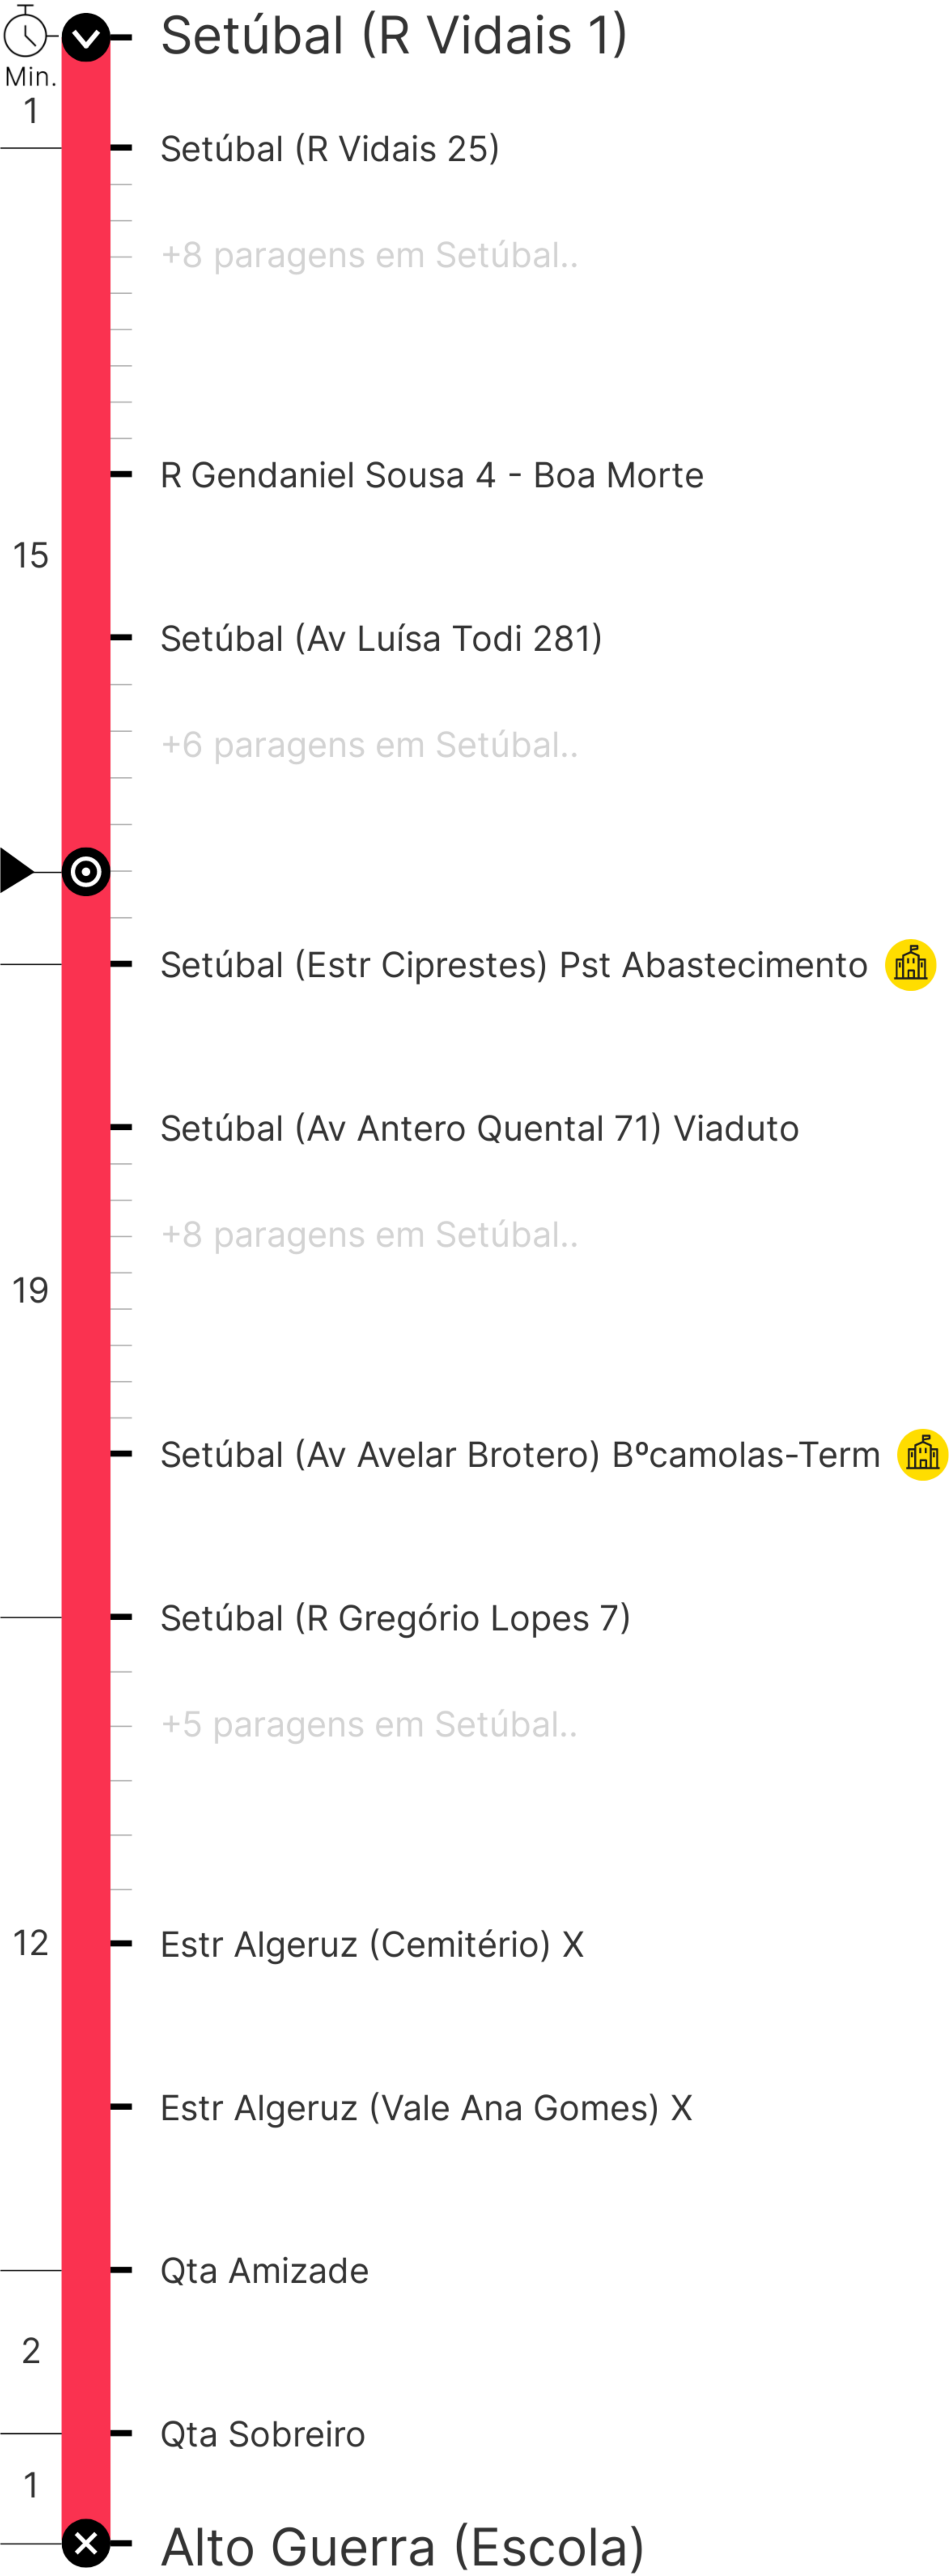 Setúbal (R Vidais 1)
Min.
1
Setúbal (R Vidais 25)
+8 paragens em Setúbal..
R Gendaniel Sousa 4 - Boa Morte
15
Setúbal (Av Luísa Todi 281)
+6 paragens em Setúbal..
Setúbal (Estr Ciprestes) Pst Abastecimento
Setúbal (Av Antero Quental 71) Viaduto
+8 paragens em Setúbal..
19
Setúbal (Av Avelar Brotero) Bºcamolas-Term
Setúbal (R Gregório Lopes 7)
+5 paragens em Setúbal..
12
Estr Algeruz (Cemitério) X
Estr Algeruz (Vale Ana Gomes) X
Qta Amizade
2
Qta Sobreiro
1
Alto Guerra (Escola)